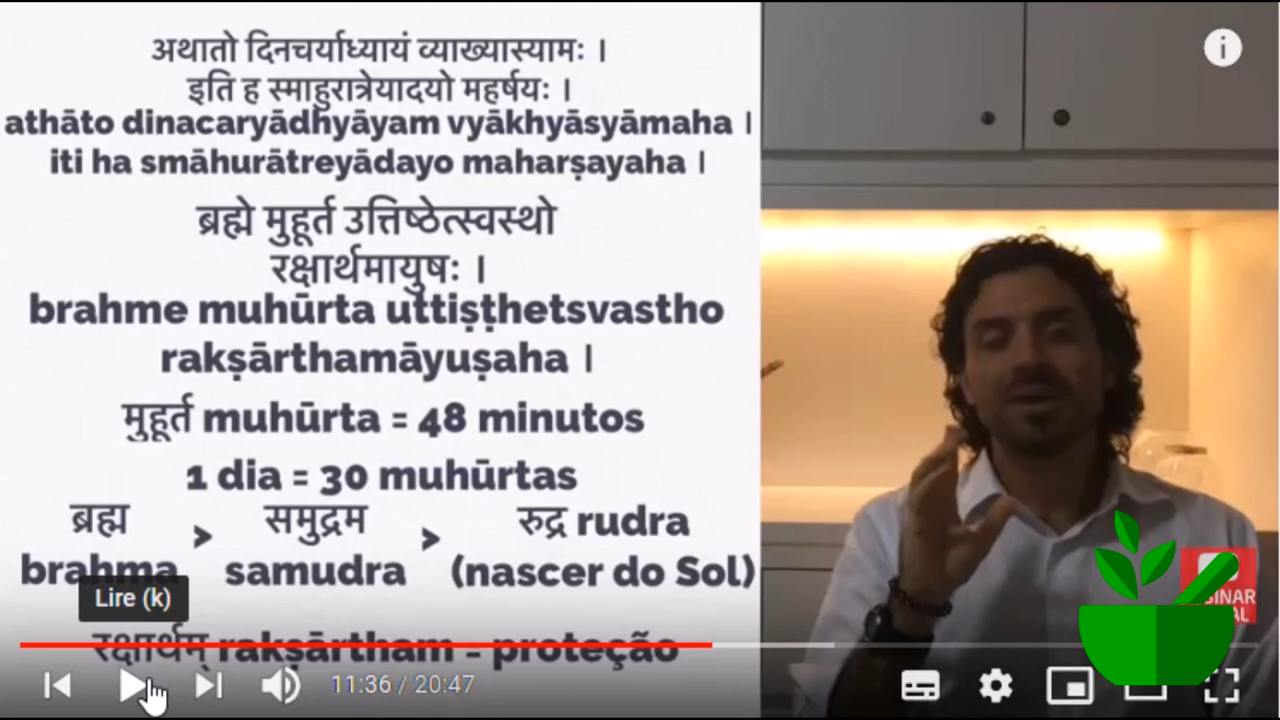 अथातो दिनचर्याध्यायं व्याख्यास्यामः ।
इति ह स्माहुरात्रेयादयो महर्षयः ।
athāto dinacaryādhyāyam vyākhyāsyāmaha ।
iti ha smāhurātreyādayo maharṣayaha ।
ब्रह्मे मुहूर्त उत्तिष्ठेत्स्वस्थो
रक्षार्थमायुषः ।
brahme muhūrta uttiṣṭhetsvastho
rakṣārthamāyuṣaha ।
मुहूर्त muhūrta = 48 minutos
1 dia = 30 muhūrtas
ब्रह्म > समुद्रम > रुद्र rudra
brahma samudra (nascer do Sol)
Lire (k)
रक्षार्थम् rakṣārtham = proteção
11:36 / 20:47